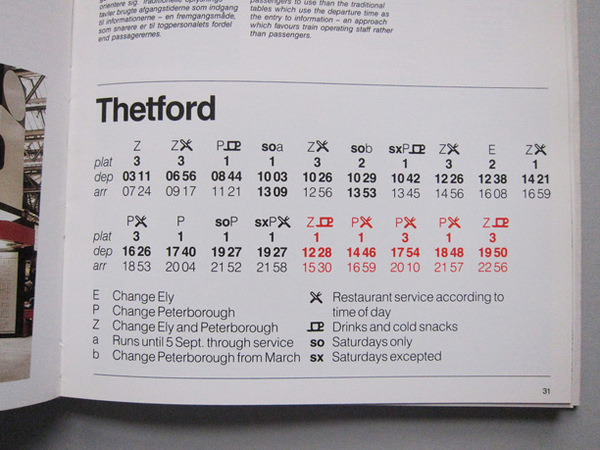 orientere sig. Traditionelle oplysnings-
tavler brugte afgangstiderne som indgang
til informationerne – en fremgangsmåde,
som snarere er til togpersonalets fordel
end passagerernes.
passengers to use than the traditional
tables which use the departure time as
the entry to information – an approach
which favours train operating staff rather
than passengers.
Thetford
Z Z P soa Z sob sxP Z E Z
plat 3 3 1 1 3 2 1 3 2 1
dep 03 11 06 56 08 44 10 03 10 26 10 29 10 42 12 26 12 38 14 21
arr 07 24 09 17 11 21 13 09 12 56 13 53 13 45 14 56 16 08 16 59
P P soP sxP Z P P P Z
plat 3 1 1 1 1 1 3 1 3
dep 16 26 17 40 19 27 19 27 12 28 14 46 17 54 18 48 19 50
arr 18 53 20 04 21 52 21 58 15 30 16 59 20 10 21 57 22 56
E Change Ely
P Change Peterborough
Z Change Ely and Peterborough
a Runs until 5 Sept. through service
b Change Peterborough from March
Restaurant service according to
time of day
Drinks and cold snacks
so Saturdays only
sx Saturdays excepted
31